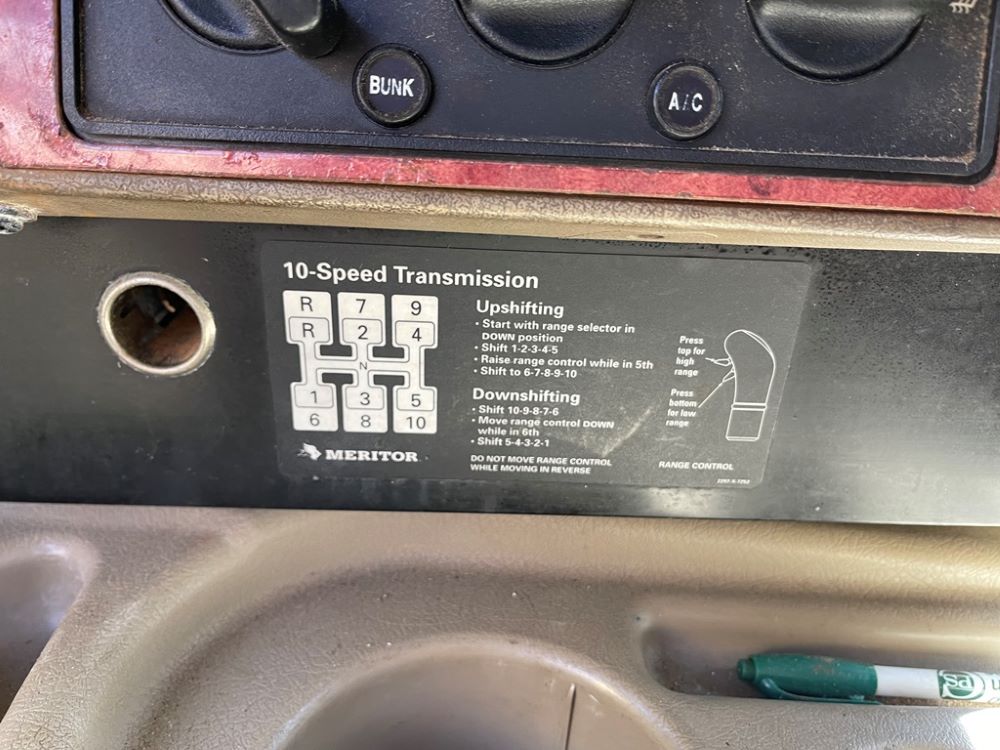 BUNK
A/C
10-Speed Transmission
R 7 9
R 2 4
N
1 3 5
6 8 10
MERITOR
Upshifting
• Start with range selector in
DOWN position
• Shift 1-2-3-4-5
• Raise range control while in 5th
• Shift to 6-7-8-9-10
Downshifting
• Shift 10-9-8-7-6
• Move range control DOWN
while in 6th
• Shift 5-4-3-2-1
DO NOT MOVE RANGE CONTROL
WHILE MOVING IN REVERSE
Press
top for
high
range
Press
bottom
for low
range
RANGE CONTROL
PS